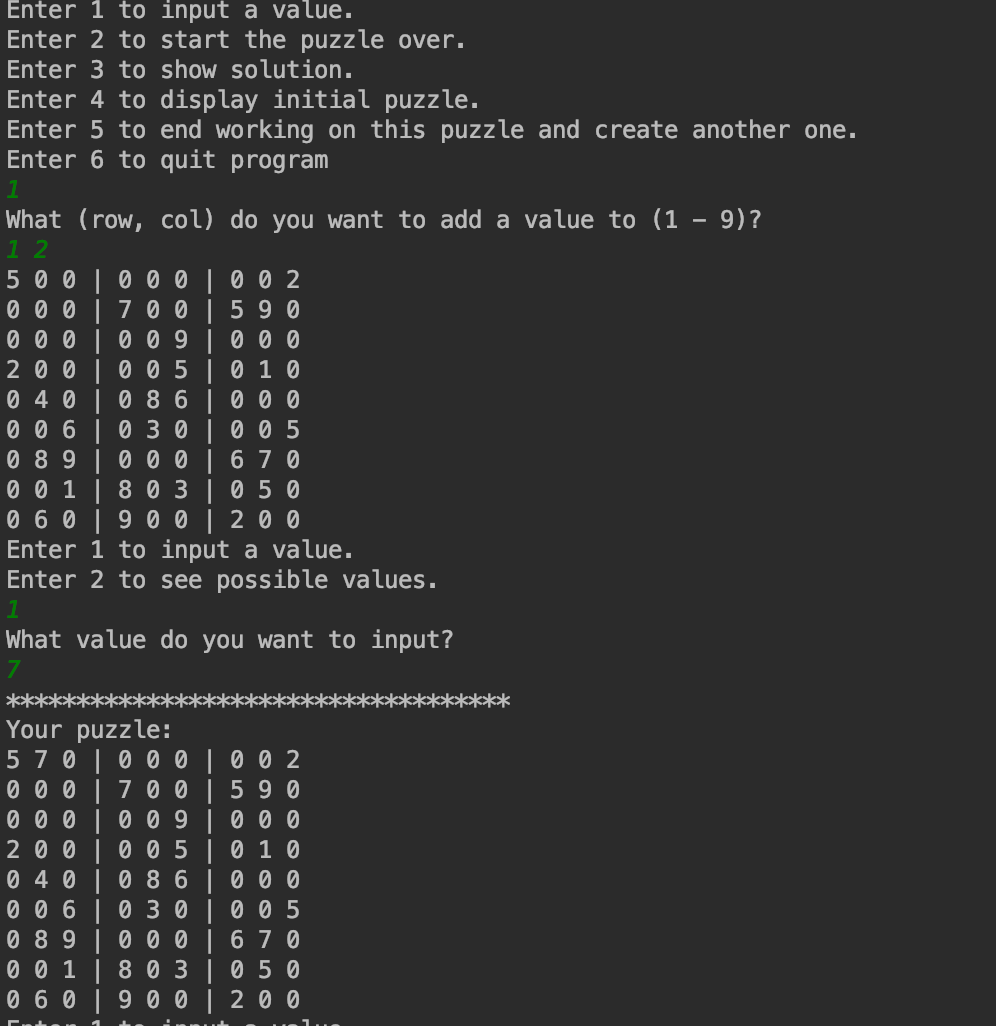 Enter 1 to input a value.
Enter 2 to start the puzzle over.
Enter 3 to show solution.
Enter 4 to display initial puzzle.
Enter 5 to end working on this puzzle and create another one.
Enter 6 to quit program
1
What (row, col) do you want to add a value to (1 - 9)?
1 2
5 0 0 | 0 0 0 | 0 0 2
0 0 0 | 7 0 0 | 5 9 0
0 0 0 | 0 0 9 | 0 0 0
2 0 0 | 0 0 5 | 0 1 0
0 4 0 | 0 8 6 | 0 0 0
0 0 6 | 0 3 0 | 0 0 5
0 8 9 | 0 0 0 | 6 7 0
0 0 1 | 8 0 3 | 0 5 0
0 6 0 | 9 0 0 | 2 0 0
Enter 1 to input a value.
Enter 2 to see possible values.
1
What value do you want to input?
7
************************************
Your puzzle:
5 7 0 | 0 0 0 | 0 0 2
0 0 0 | 7 0 0 | 5 9 0
0 0 0 | 0 0 9 | 0 0 0
2 0 0 | 0 0 5 | 0 1 0
0 4 0 | 0 8 6 | 0 0 0
0 0 6 | 0 3 0 | 0 0 5
0 8 9 | 0 0 0 | 6 7 0
0 0 1 | 8 0 3 | 0 5 0
0 6 0 | 9 0 0 | 2 0 0
Enter 1 to input a value